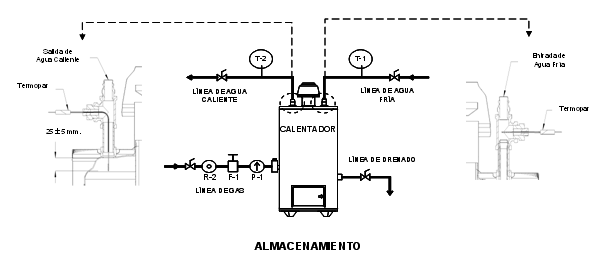 Salida de
Agua Caliente
Termopar
25 ± 5 mm.
T-2
T-1
LÍNEA DE AGUA
CALIENTE
LÍNEA DE AGUA
FRÍA
Entrada de
Agua Fría
Termopar
CALENTADOR
LÍNEA DE DRENADO
R-2
F-1
P-1
LÍNEA DE GAS
ALMACENAMIENTO